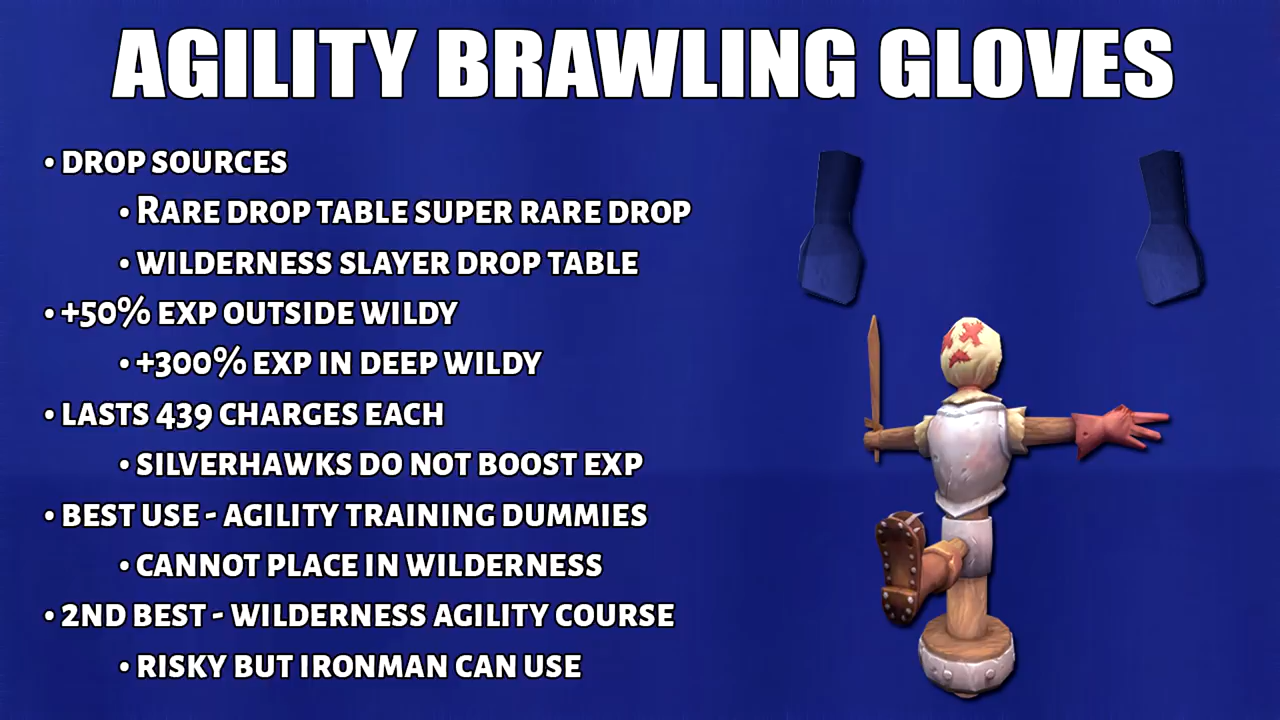 AGILITY BRAWLING GLOVES
• DROP SOURCES
• RARE DROP TABLE SUPER RARE DROP
• WILDERNESS SLAYER DROP TABLE
• +50% EXP OUTSIDE WILDY
• +300% EXP IN DEEP WILDY
• LASTS 439 CHARGES EACH
• SILVERHAWKS DO NOT BOOST EXP
• BEST USE - AGILITY TRAINING DUMMIES
• CANNOT PLACE IN WILDERNESS
• 2ND BEST - WILDERNESS AGILITY COURSE
• RISKY BUT IRONMAN CAN USE